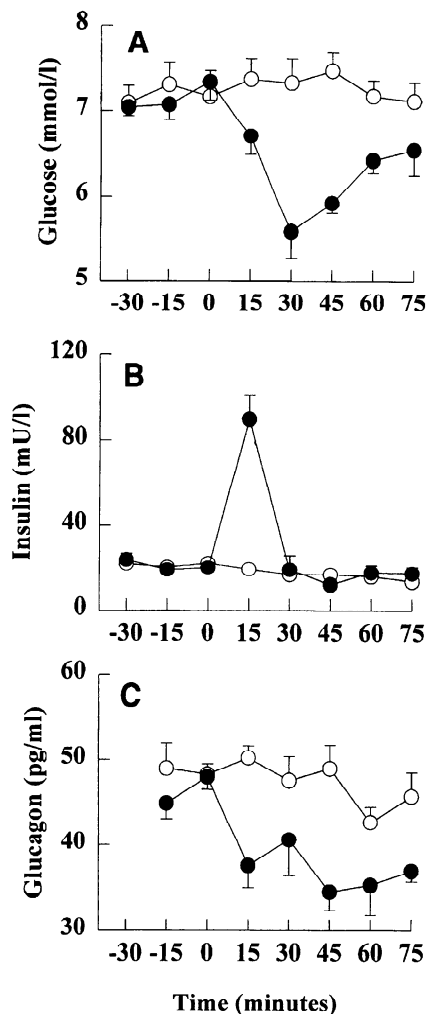 A
Glucose (mmol/l)
8
7
6
5
-30 -15 0 15 30 45 60 75
B
Insulin (mU/l)
120
80
40
0
-30 -15 0 15 30 45 60 75
C
Glucagon (pg/ml)
60
50
40
30
-30 -15 0 15 30 45 60 75
Time (minutes)